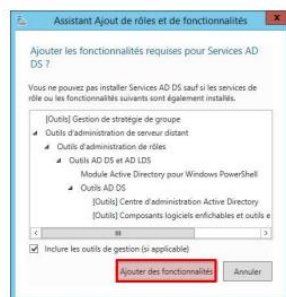 Assistant Ajout de rôles et de fonctionnalités
Ajouter les fonctionnalités requises pour Services AD
DS ?
Vous ne pouvez pas installer Services AD DS sauf si les services de
rôle ou les fonctionnalités suivants sont également installés.
[Outils] Gestion de stratégie de groupe
Outils d'administration de serveur distant
Outils d'administration de rôles
Outils AD DS et AD LDS
Module Active Directory pour Windows PowerShell
Outils AD DS
[Outils] Centre d'administration Active Directory
[Outils] Composants logiciels enfichables et outils e
Inclure les outils de gestion (si applicable)
Ajouter des fonctionnalités
Annuler